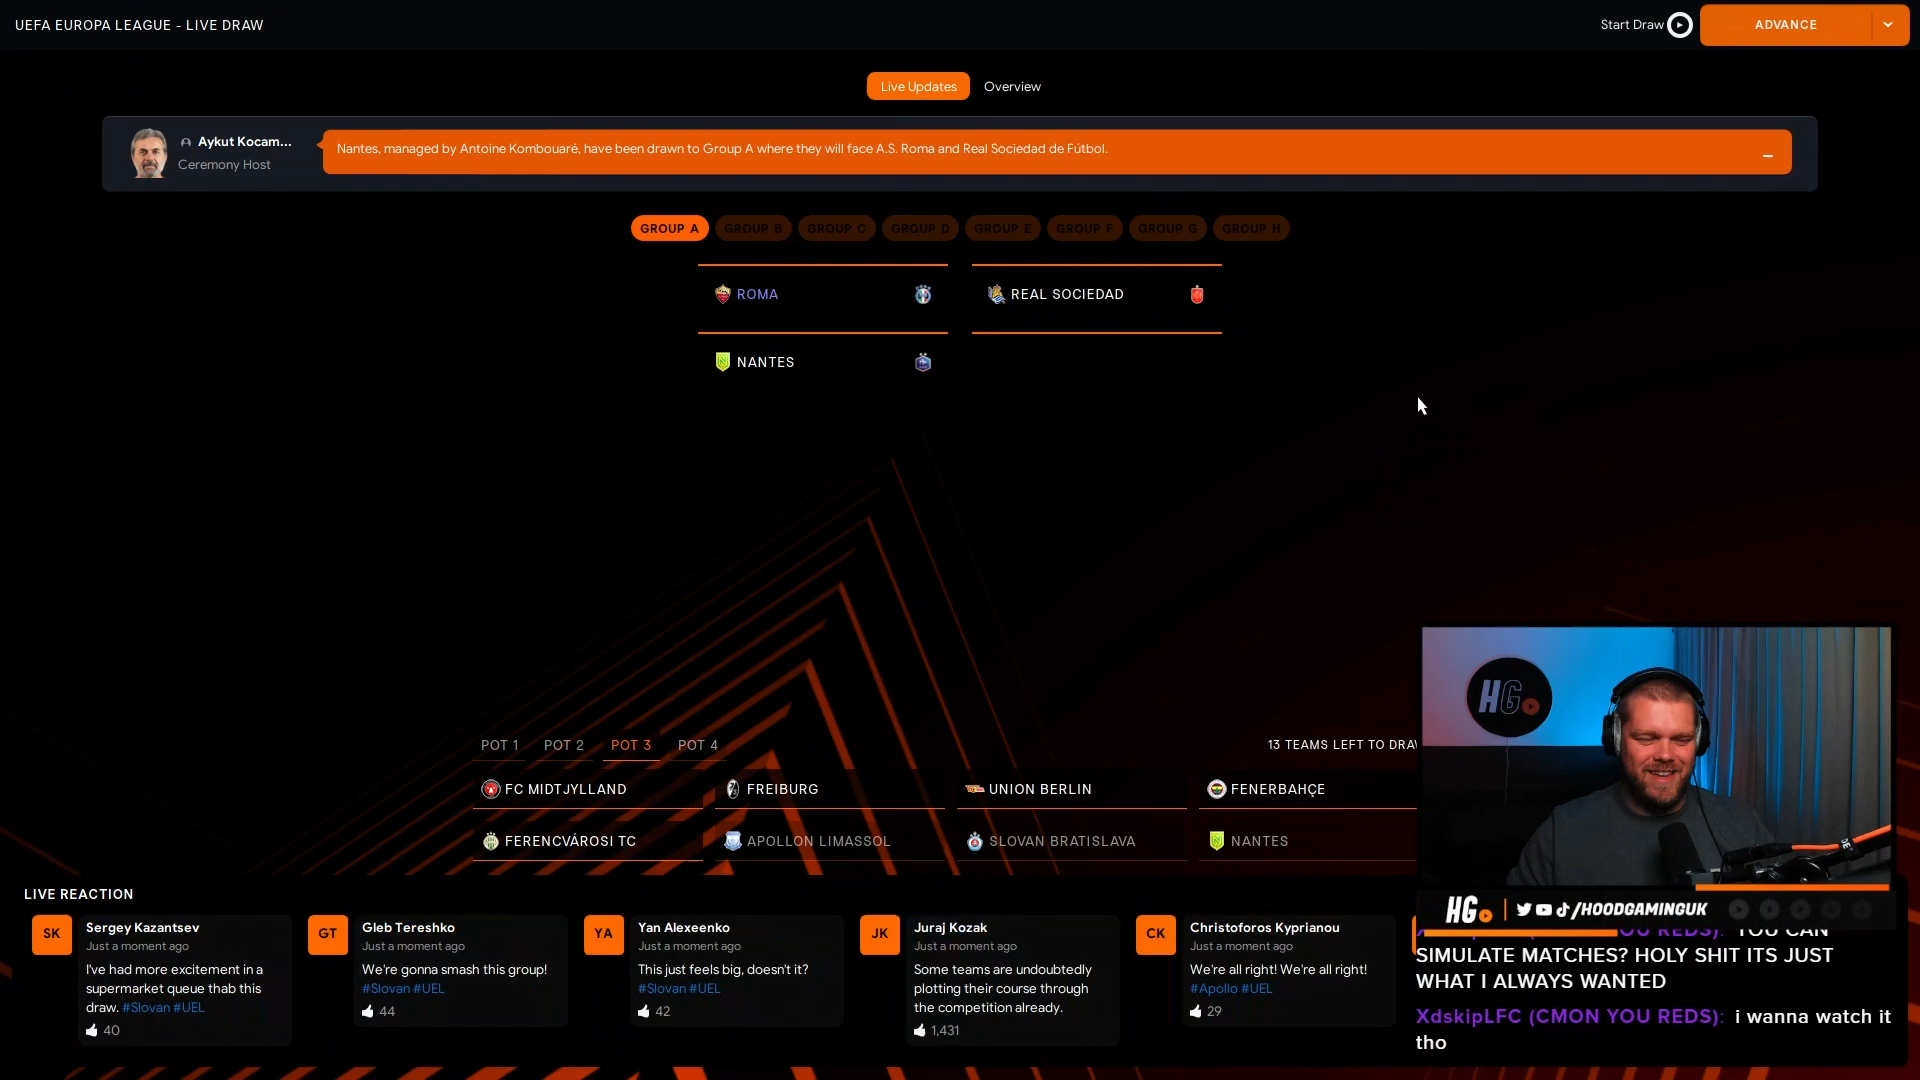 UEFA EUROPA LEAGUE - LIVE DRAW
Start Draw
ADVANCE
Live Updates
Overview
Aykut Kocam...
Ceremony Host
Nantes, managed by Antoine Kombouaré, have been drawn to Group A where they will face A.S. Roma and Real Sociedad de Fútbol.
GROUP A
GROUP B
GROUP C
GROUP D
GROUP E
GROUP F
GROUP G
GROUP H
ROMA
REAL SOCIEDAD
NANTES
POT 1
POT 2
POT 3
POT 4
13 TEAMS LEFT TO DRAW
FC MIDTJYLLAND
FREIBURG
UNION BERLIN
FENERBAHÇE
FERENCVÁROSI TC
APOLLON LIMASSOL
SLOVAN BRATISLAVA
NANTES
LIVE REACTION
SK
Sergey Kazantsev
Just a moment ago
I've had more excitement in a
supermarket queue thab this
draw. #Slovan #UEL
40
GT
Gleb Tereshko
Just a moment ago
We're gonna smash this group!
#Slovan #UEL
44
YA
Yan Alexeenko
Just a moment ago
This just feels big, doesn't it?
#Slovan #UEL
42
JK
Juraj Kozak
Just a moment ago
Some teams are undoubtedly
plotting their course through
the competition already.
1,431
CK
Christoforos Kyprianou
Just a moment ago
We're all right! We're all right!
#Apollo #UEL
29
HG
HG
/HOODGAMINGUK
YOU REDS): YOU CAN
SIMULATE MATCHES? HOLY SHIT ITS JUST
WHAT I ALWAYS WANTED
XdskipLFC (CMON YOU REDS): i wanna watch it
tho